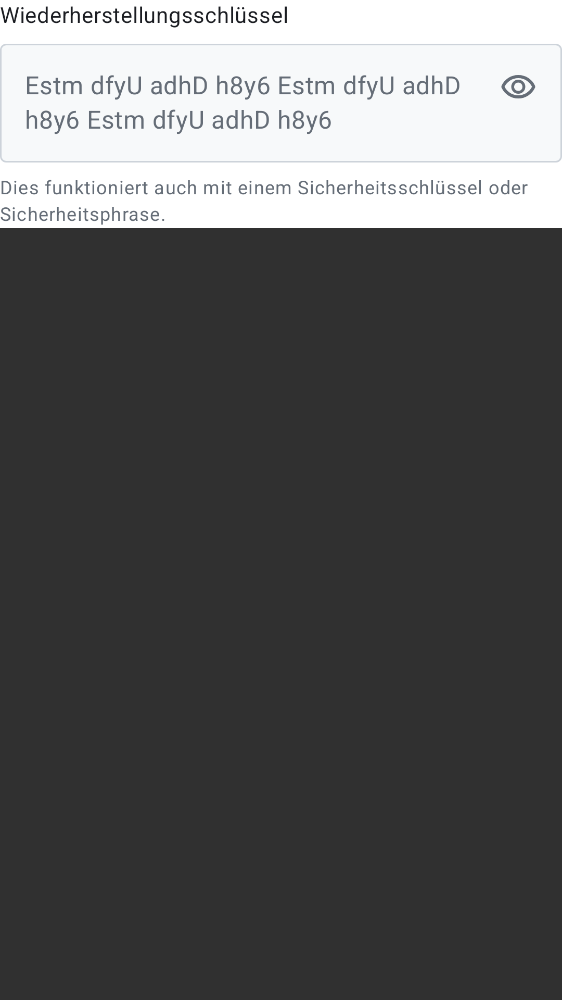 Wiederherstellungsschlüssel
Estm dfyU adhD h8y6 Estm dfyU adhD
h8y6 Estm dfyU adhD h8y6
Dies funktioniert auch mit einem Sicherheitsschlüssel oder
Sicherheitsphrase.